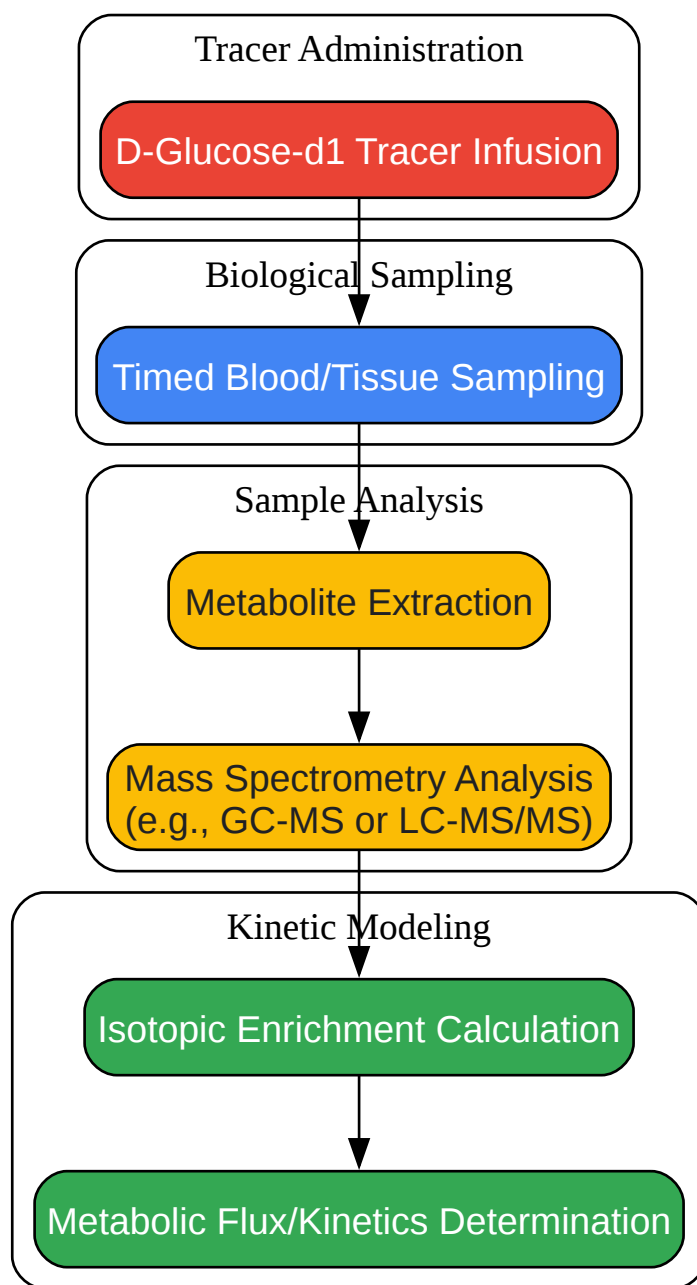 Tracer Administration
D-Glucose-d1 Tracer Infusion
Biological Sampling
Timed Blood/Tissue Sampling
Sample Analysis
Metabolite Extraction
Mass Spectrometry Analysis
(e.g., GC-MS or LC-MS/MS)
Kinetic Modeling
Isotopic Enrichment Calculation
Metabolic Flux/Kinetics Determination